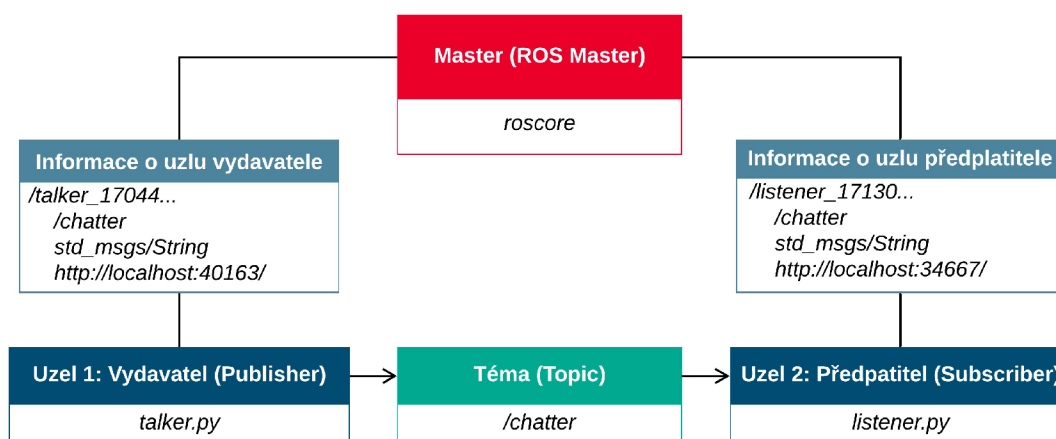 Master (ROS Master)
roscore
Informace o uzlu vydavatele
/talker_17044...
/chatter
std_msgs/String
http://localhost:40163/
Informace o uzlu předplatitele
/listener_17130...
/chatter
std_msgs/String
http://localhost:34667/
Uzel 1: Vydavatel (Publisher)
talker.py
Téma (Topic)
/chatter
Uzel 2: Předpatitel (Subscriber)
listener.py